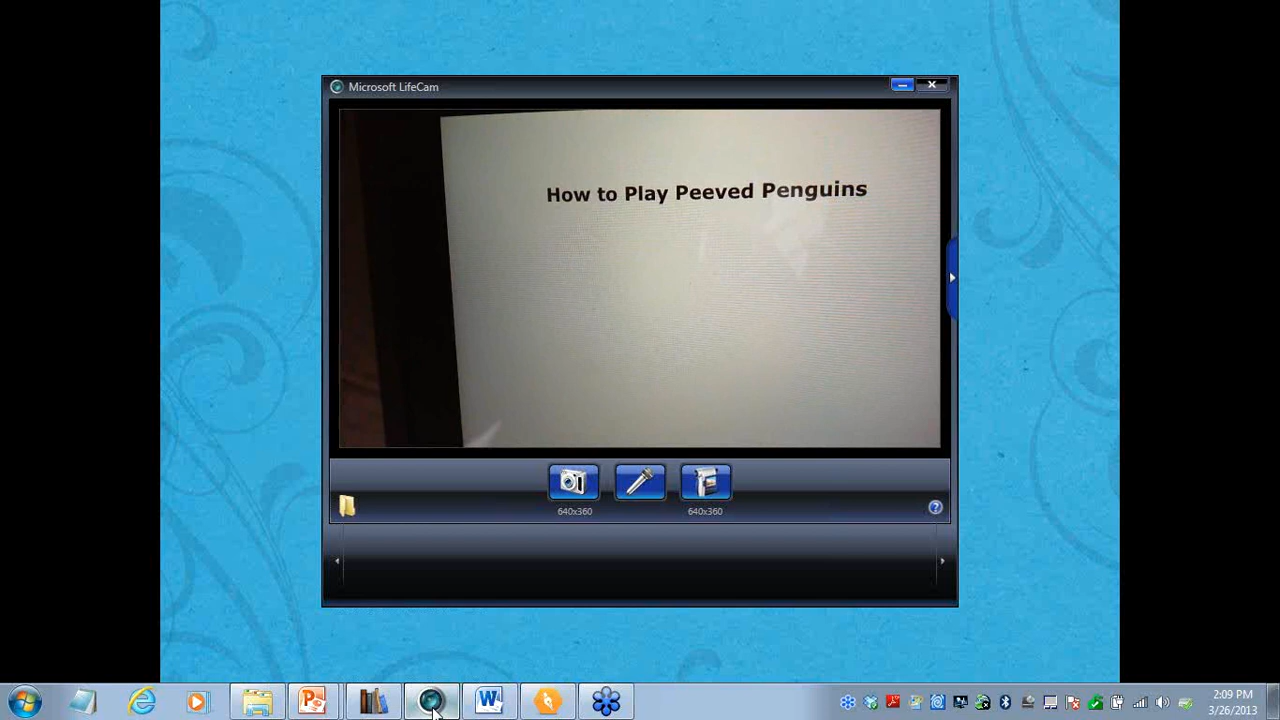 Microsoft LifeCam
How to Play Peeved Penguins
640x360
640x360
2:09 PM
3/26/2013